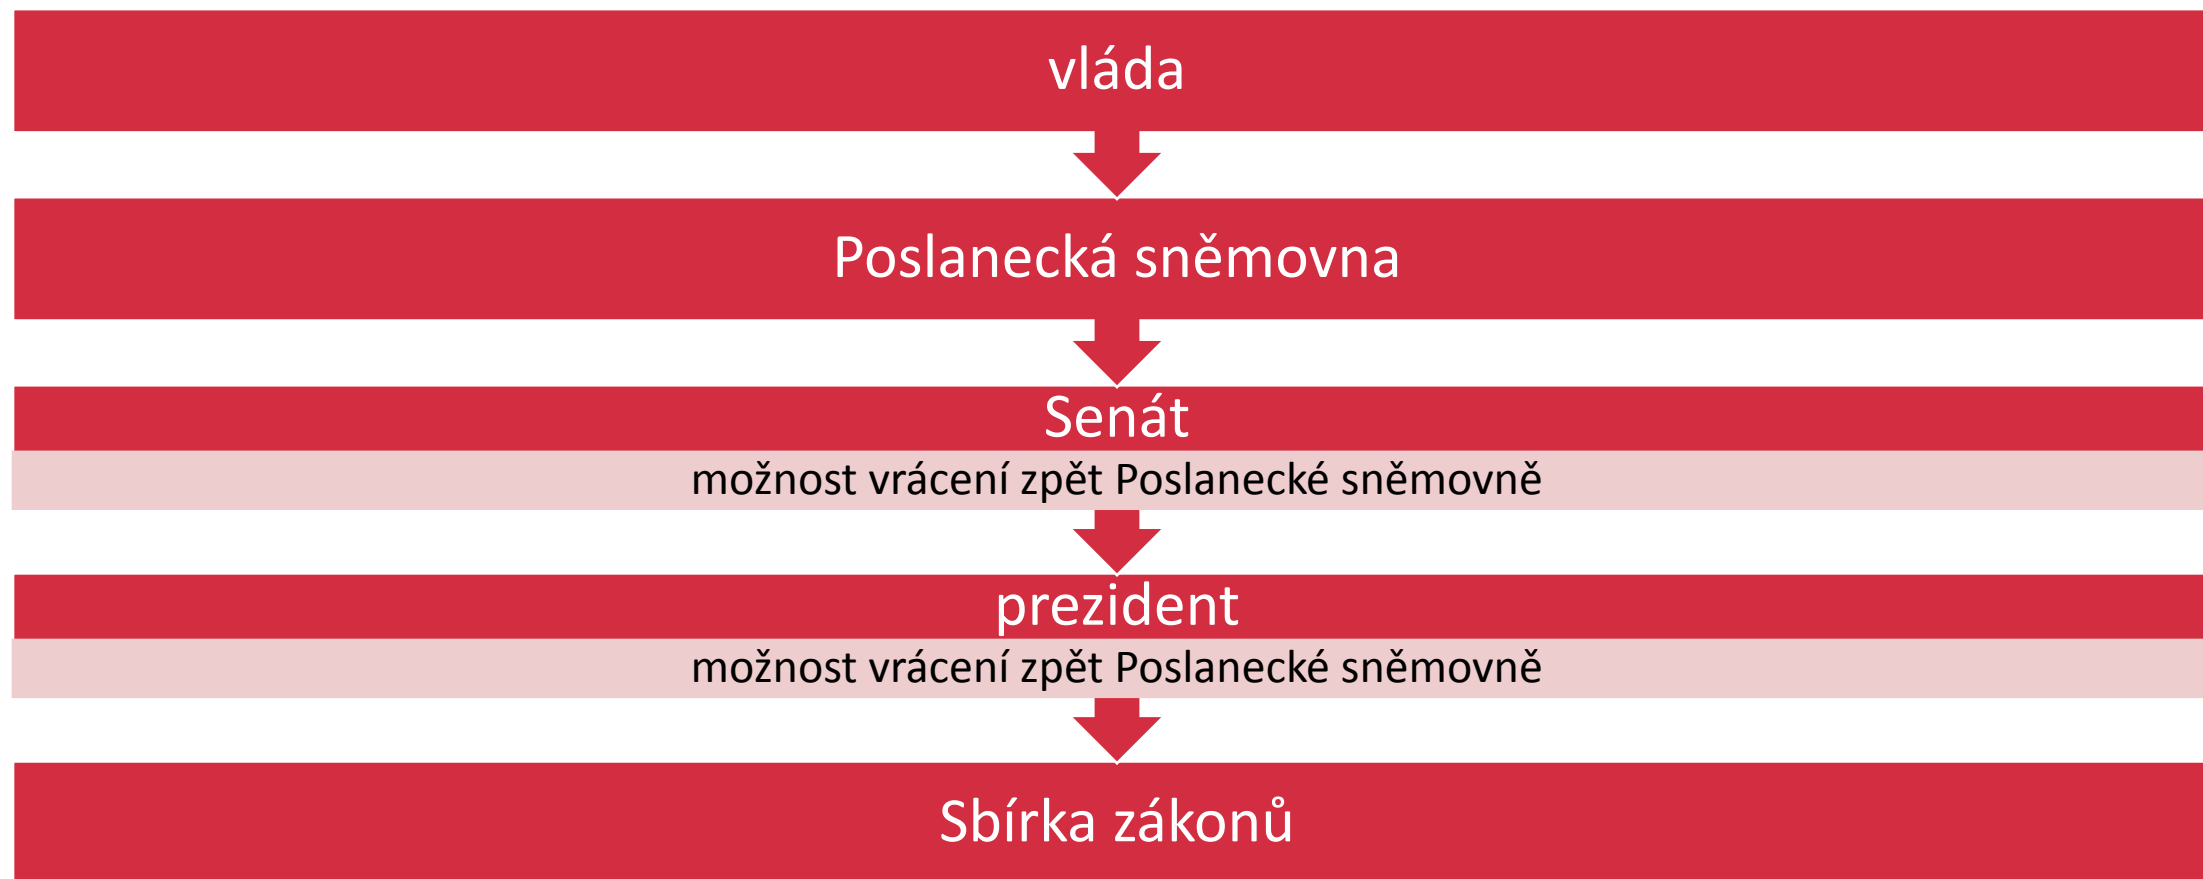 vláda
Poslanecká sněmovna
Senát
možnost vrácení zpět Poslanecké sněmovně
prezident
možnost vrácení zpět Poslanecké sněmovně
Sbírka zákonů